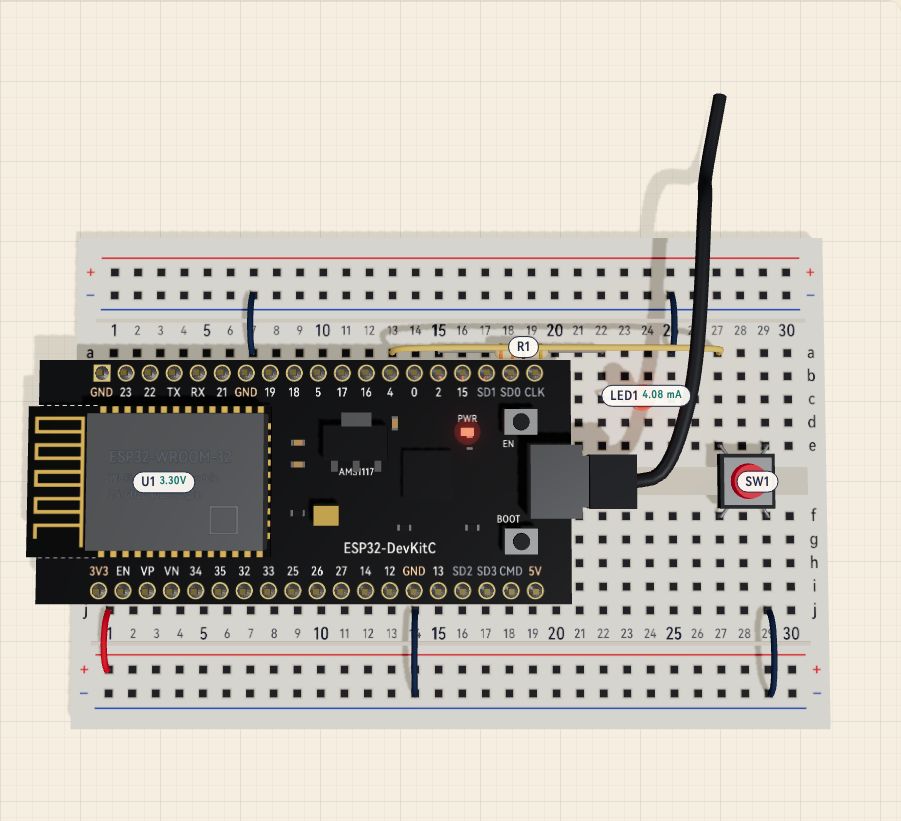 + +
− −
1 2 3 4 5 6 7 8 9 10 11 12 13 14 15 16 17 18 19 20 21 22 23 24 25 26 27 28 29 30
a R1 a
b b
GND 23 22 TX RX 21 GND 19 18 5 17 16 4 0 2 15 SD1 SD0 CLK
LED1 4.08 mA
c
d
PWR
EN
e
ESP32-WROOM-32
AMS1117
U1 3.30V
SW1
f
BOOT
g
ESP32-DevKitC
h
3V3 EN VP VN 34 35 32 33 25 26 27 14 12 GND 13 SD2 SD3 CMD 5V
i
j j
1 2 3 4 5 6 7 8 9 10 11 12 13 14 15 16 17 18 19 20 21 22 23 24 25 26 27 28 29 30
+ +
− −